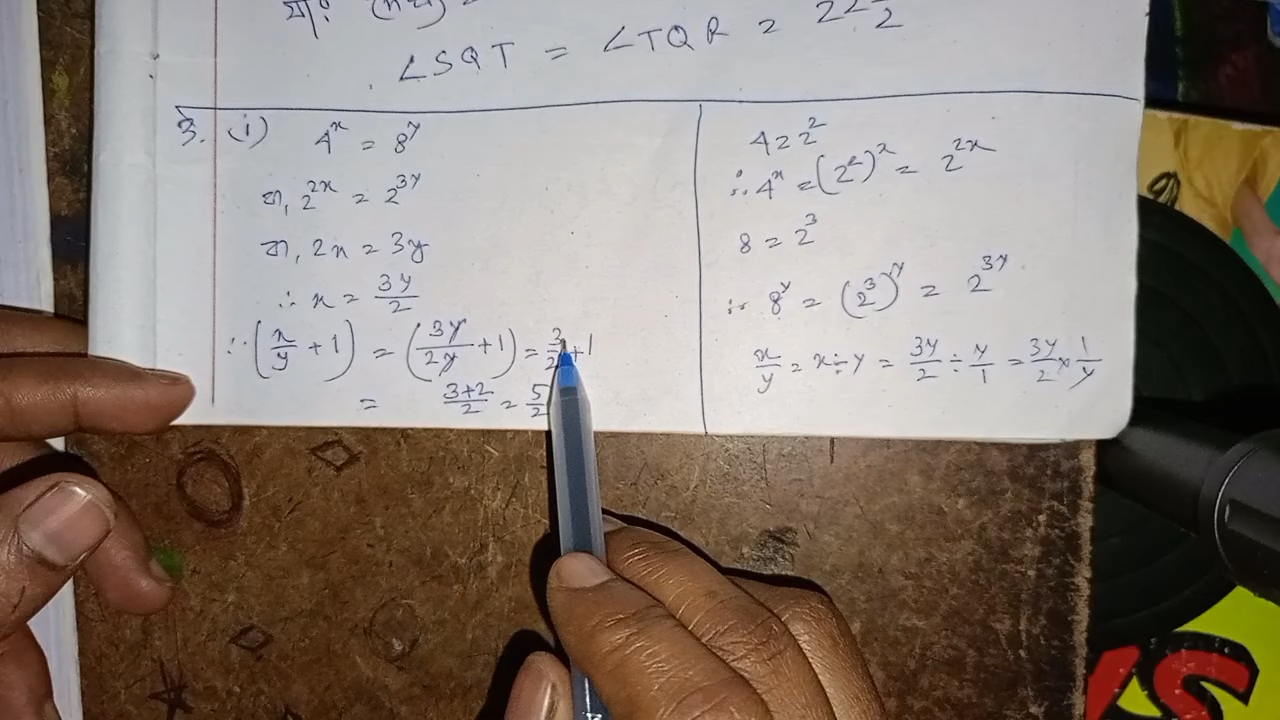 ∠SQT = ∠TQR =
3. (i) 4^x = 8^y
বা, 2^{2x} = 2^{3y}
বা, 2x = 3y
∴ x = 3y/2
∴ (x/y + 1) = (3y/2y + 1) = 3/2 + 1
= (3+2)/2 = 5/2
4 = 2^2
∴ 4^x = (2^2)^x = 2^{2x}
8 = 2^3
∴ 8^y = (2^3)^y = 2^{3y}
x/y = x ÷ y = 3y/2 ÷ y/1 = 3y/2 × 1/y